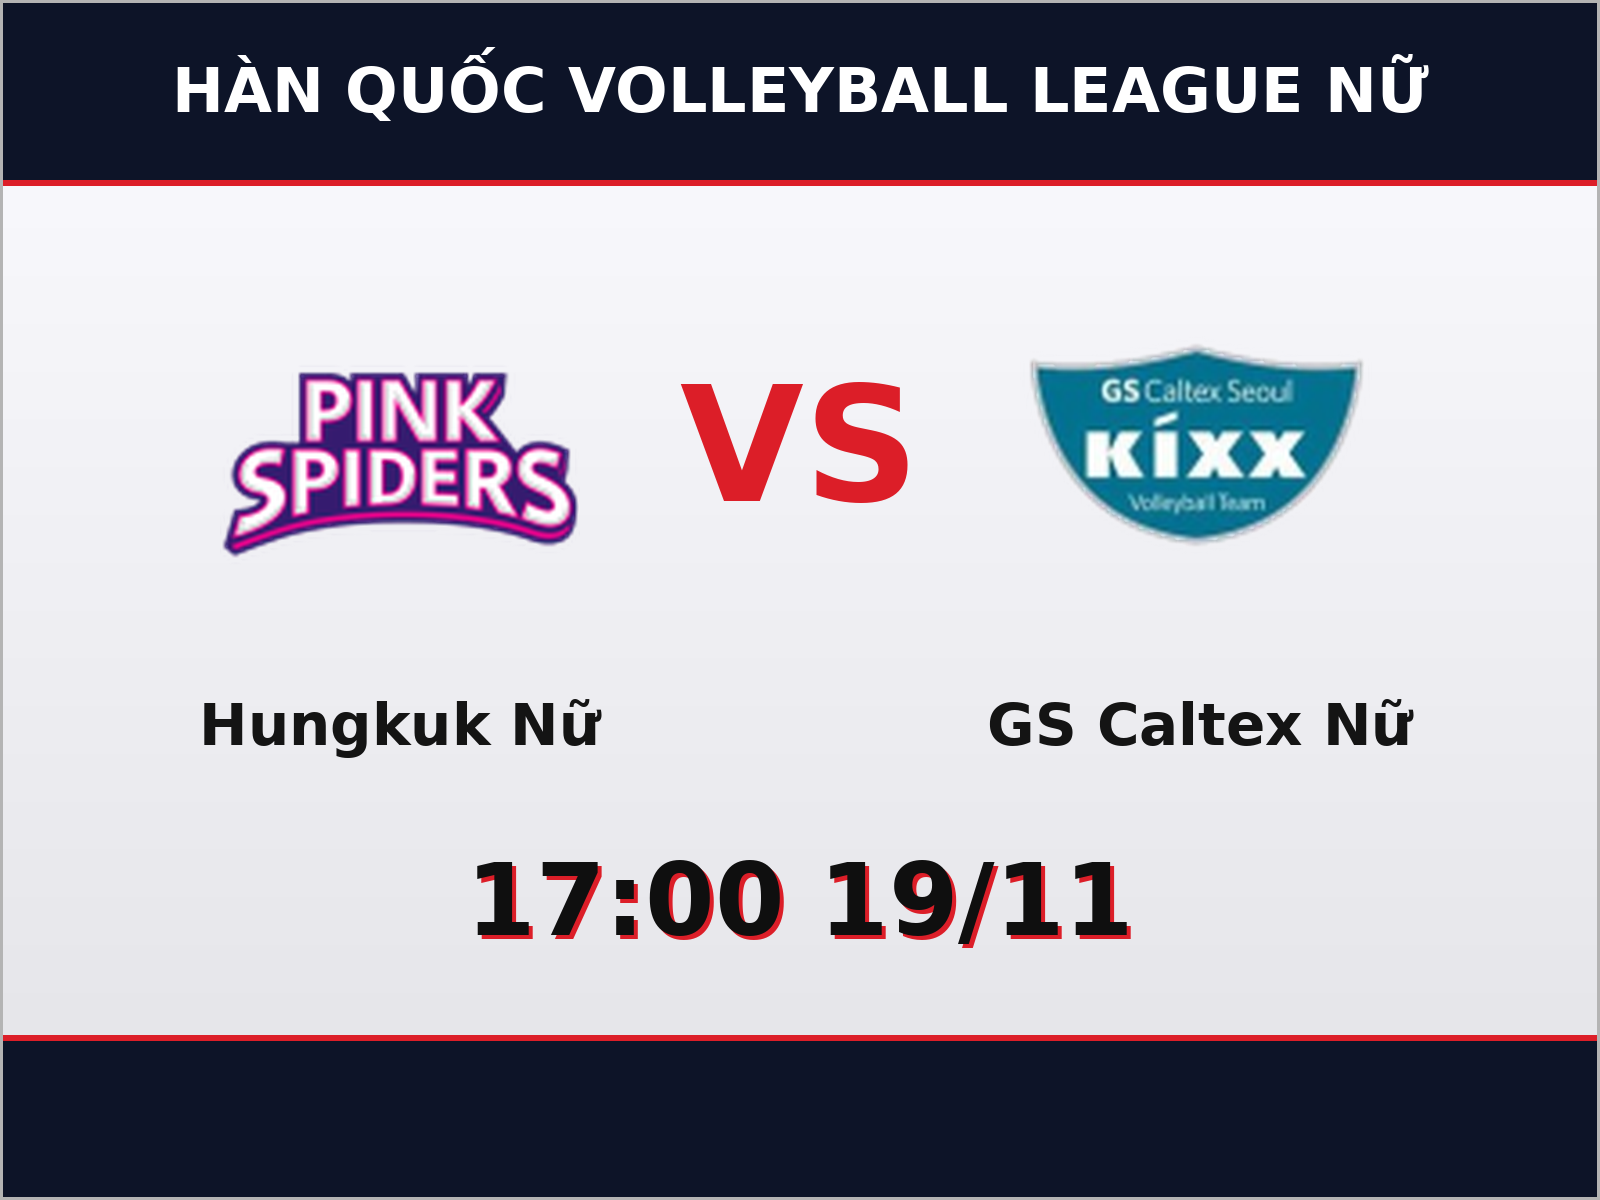 HÀN QUỐC VOLLEYBALL LEAGUE NỮ
PINK
SPIDERS
VS
GS Caltex Seoul
KÍXX
Volleyball Team
Hungkuk Nữ
GS Caltex Nữ
17:00 19/11